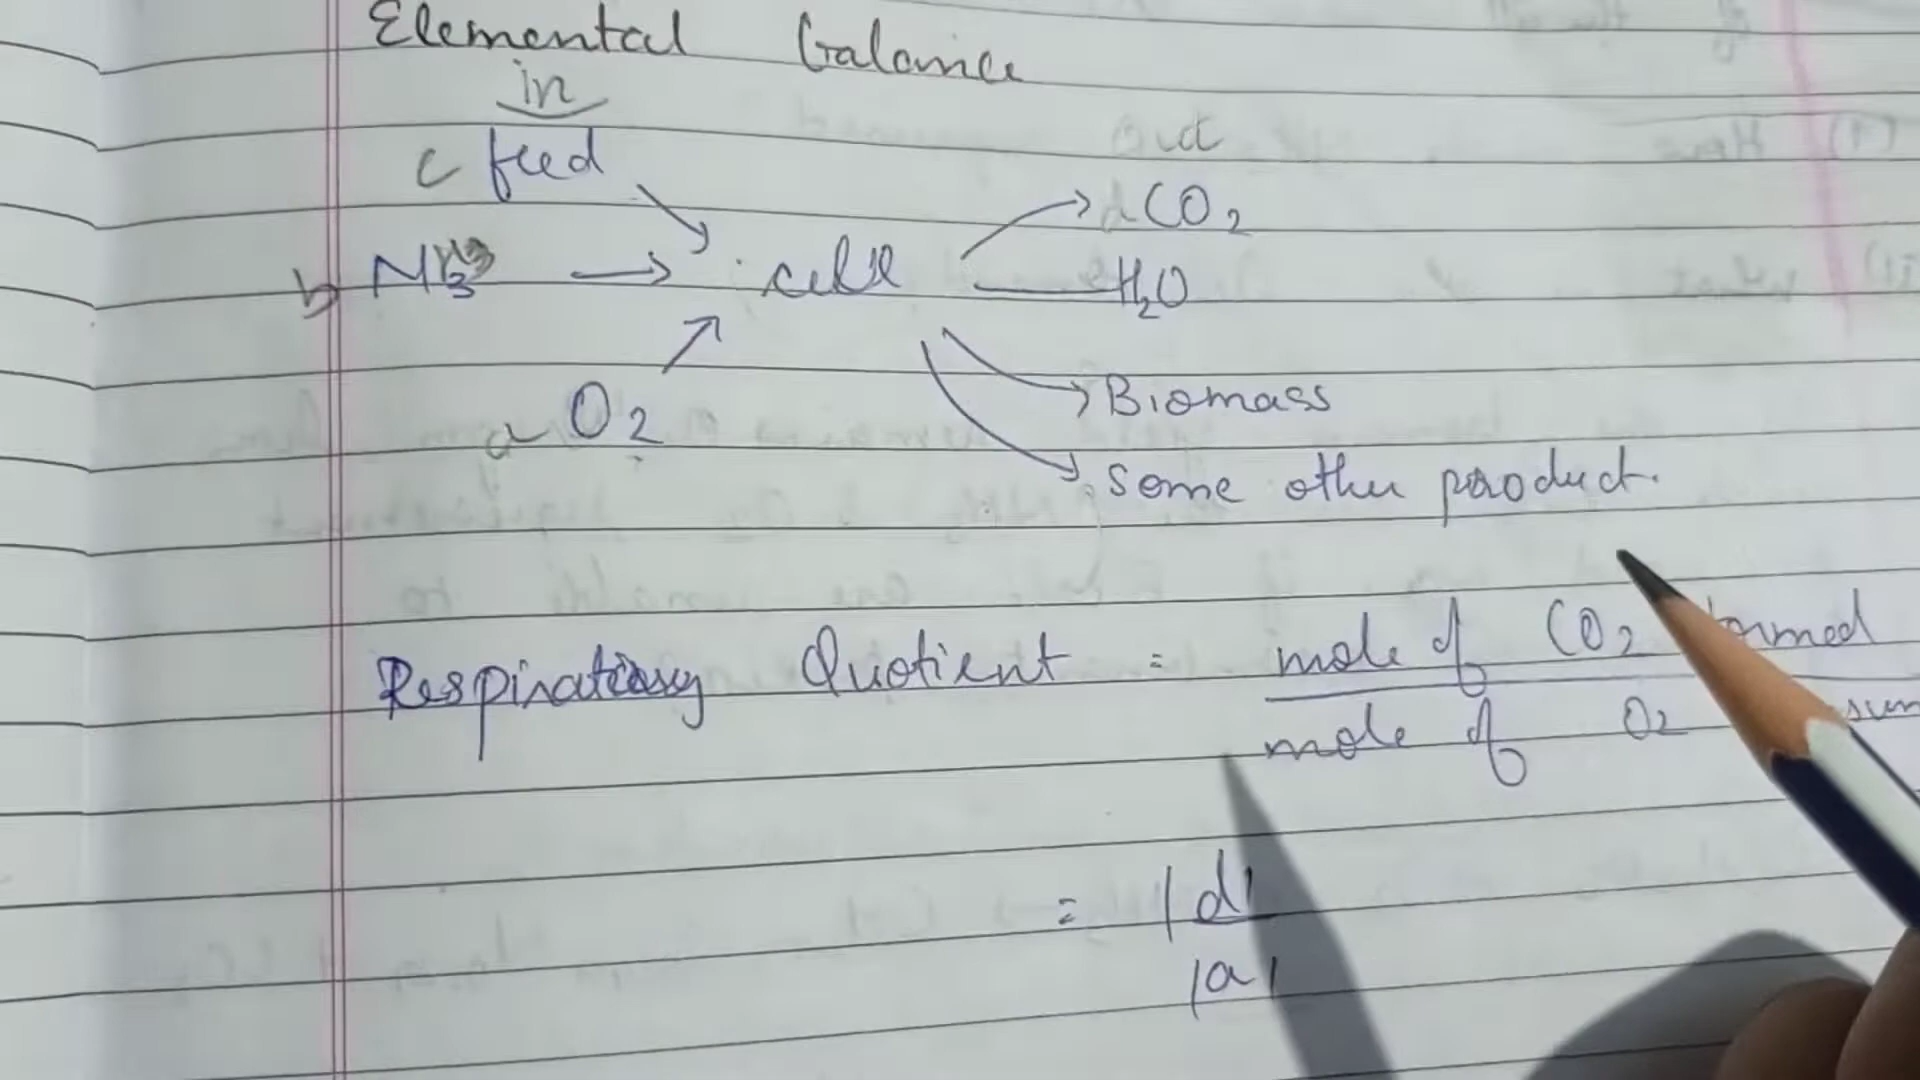 Elemental Balance
in
out
c feed
d CO2
b NH3
cell
H2O
a O2
Biomass
Some other product.
Respiratory Quotient = mole of CO2 formed
mole of O2
= |d|
|a|